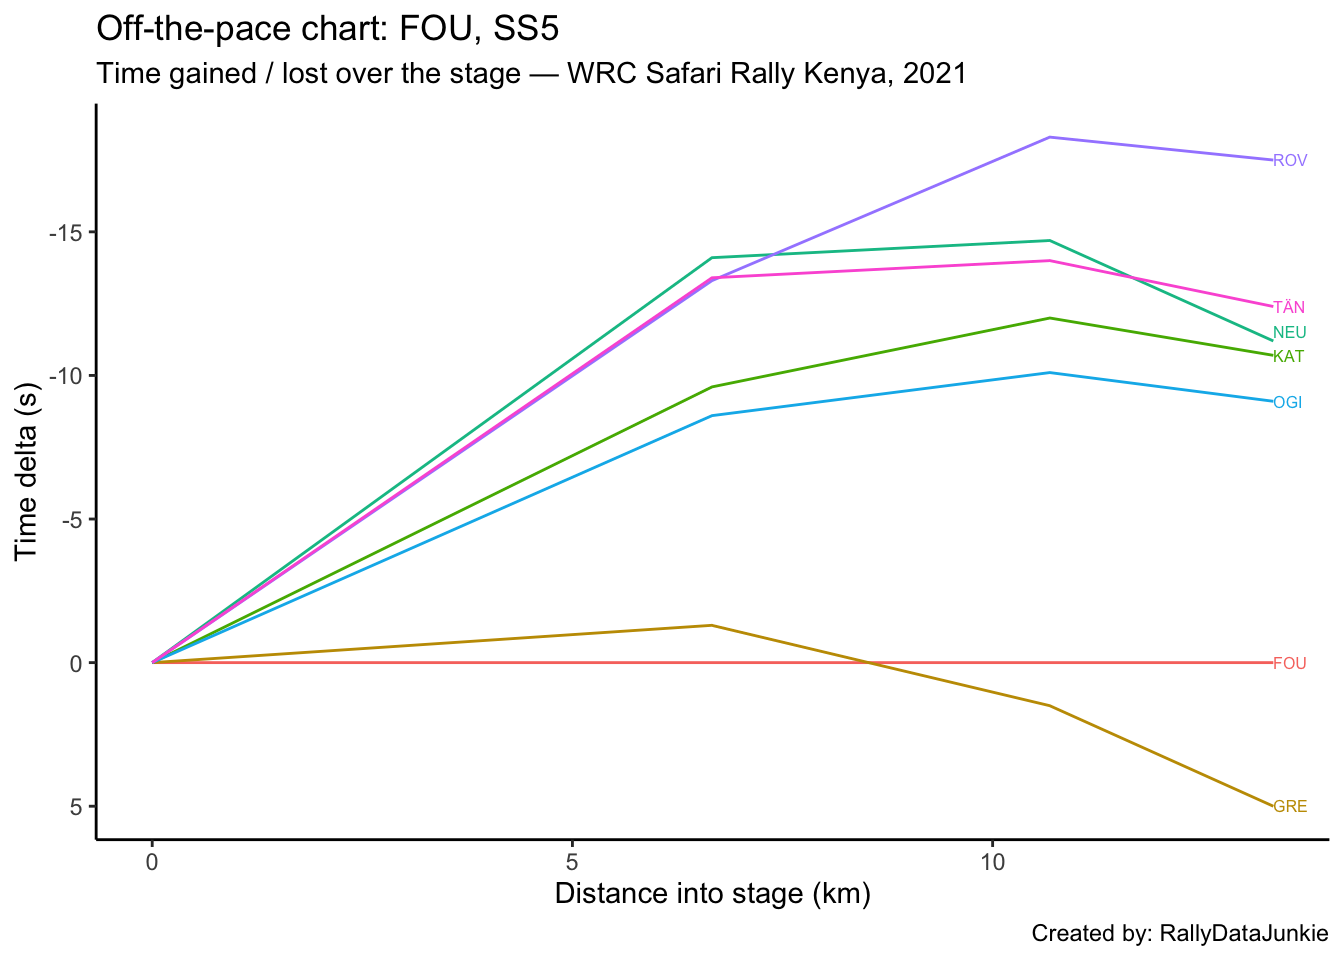 Off-the-pace chart: FOU, SS5
Time gained / lost over the stage — WRC Safari Rally Kenya, 2021
ROV
-15
TÄN
NEU
KAT
-10
OGI
Time delta (s)
-5
0
FOU
5
GRE
0 5 10
Distance into stage (km)
Created by: RallyDataJunkie